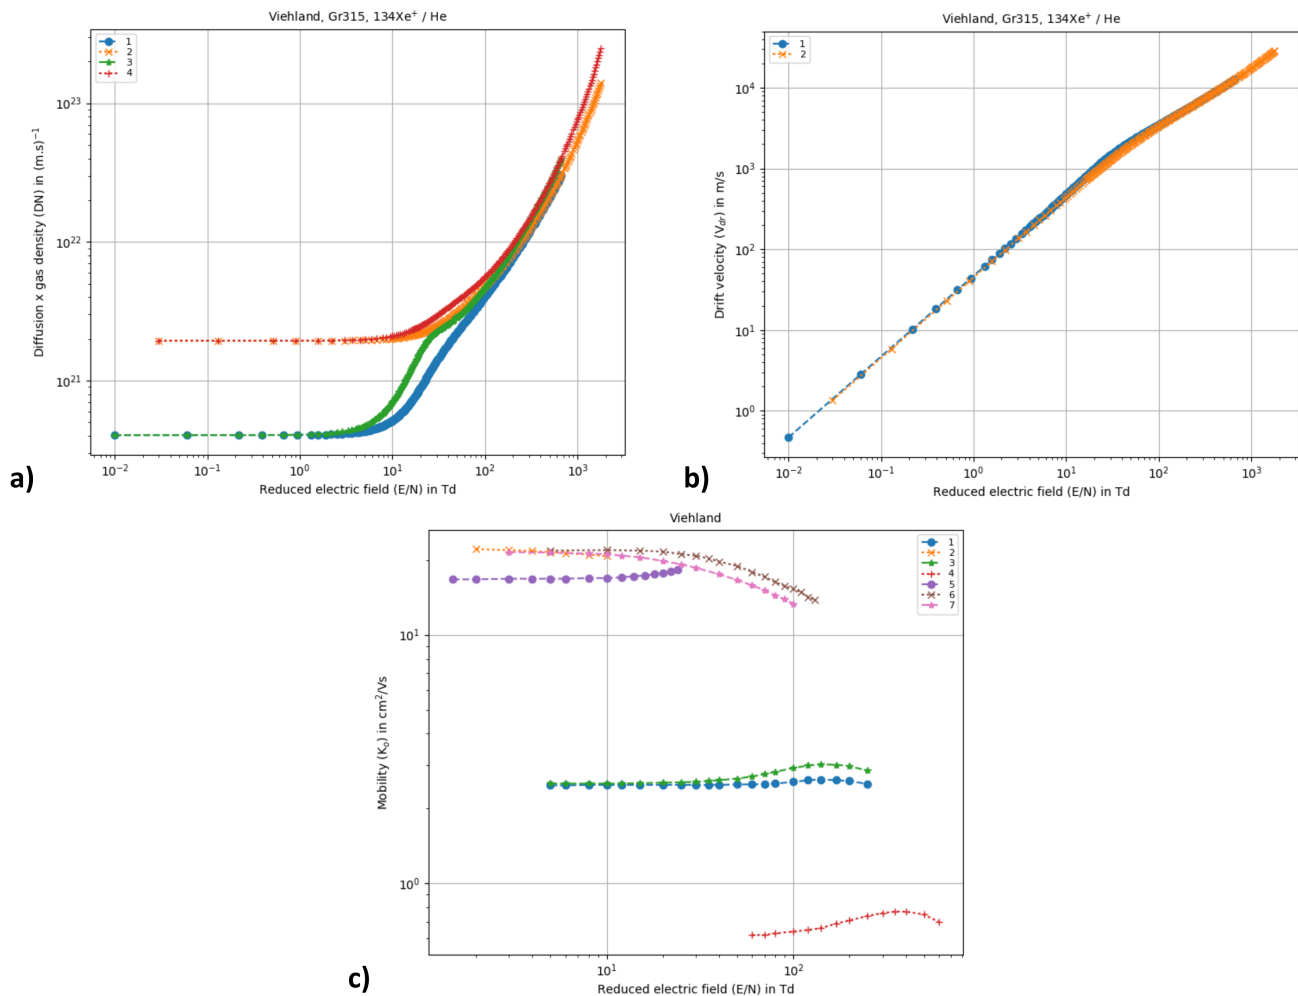 Viehland, Gr315, 134Xe⁺ / He
1
2
3
4
10²³
10²²
10²¹
Diffusion x gas density (DN) in (m.s)⁻¹
10⁻² 10⁻¹ 10⁰ 10¹ 10² 10³
Reduced electric field (E/N) in Td
a)
Viehland, Gr315, 134Xe⁺ / He
1
2
10⁴
10³
10²
10¹
10⁰
Drift velocity (V_dr) in m/s
10⁻² 10⁻¹ 10⁰ 10¹ 10² 10³
Reduced electric field (E/N) in Td
b)
Viehland
1
2
3
4
5
6
7
10¹
10⁰
Mobility (K_o) in cm²/Vs
10¹ 10²
Reduced electric field (E/N) in Td
c)